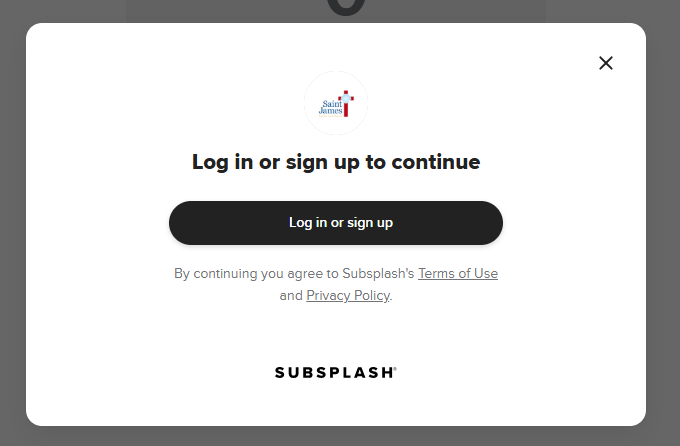 Saint
James
Log in or sign up to continue
Log in or sign up
By continuing you agree to Subsplash's Terms of Use
and Privacy Policy.
SUBSPLASH®